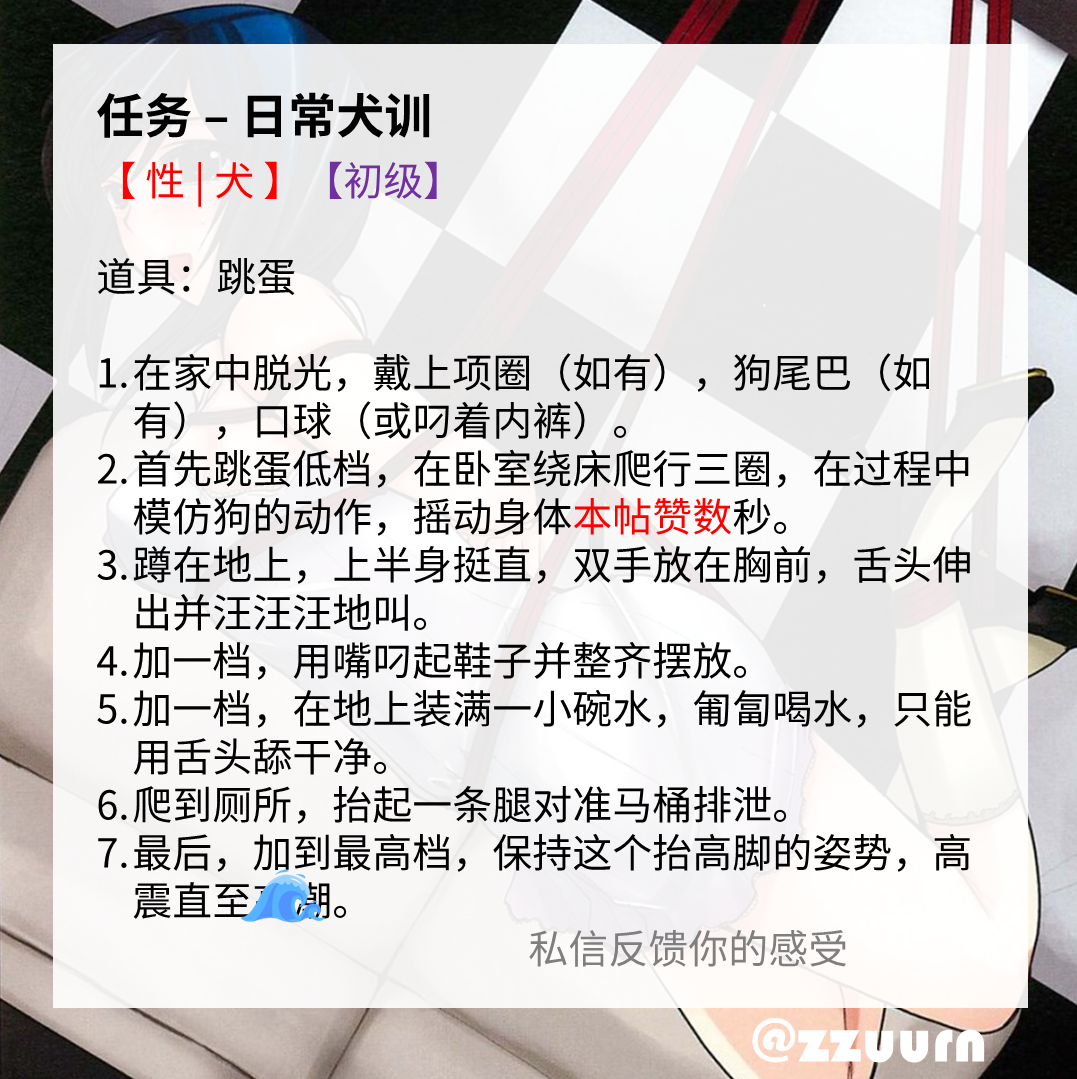 任务 – 日常犬训
【 性 | 犬 】 【初级】
道具：跳蛋
1.在家中脱光，戴上项圈（如有），狗尾巴（如
有），口球（或叼着内裤）。
2.首先跳蛋低档，在卧室绕床爬行三圈，在过程中
模仿狗的动作，摇动身体本帖赞数秒。
3.蹲在地上，上半身挺直，双手放在胸前，舌头伸
出并汪汪汪地叫。
4.加一档，用嘴叼起鞋子并整齐摆放。
5.加一档，在地上装满一小碗水，匍匐喝水，只能
用舌头舔干净。
6.爬到厕所，抬起一条腿对准马桶排泄。
7.最后，加到最高档，保持这个抬高脚的姿势，高
震直至潮。
私信反馈你的感受
@zzuurn